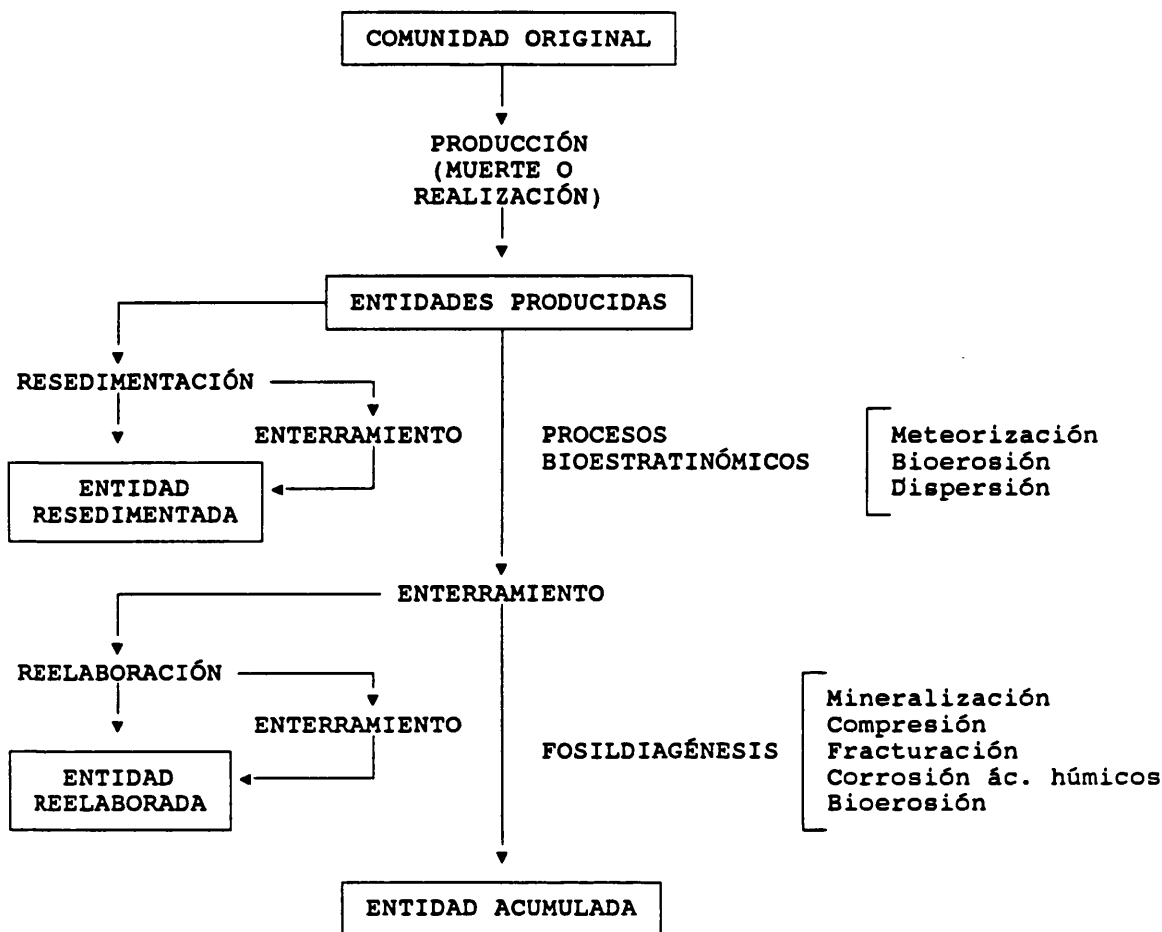 COMUNIDAD ORIGINAL
PRODUCCIÓN
(MUERTE O
REALIZACIÓN)
ENTIDADES PRODUCIDAS
RESEDIMENTACIÓN
ENTERRAMIENTO
ENTIDAD
RESEDIMENTADA
PROCESOS
BIOESTRATINÓMICOS
Meteorización
Bioerosión
Dispersión
ENTERRAMIENTO
REELABORACIÓN
ENTERRAMIENTO
ENTIDAD
REELABORADA
FOSILDIAGÉNESIS
Mineralización
Compresión
Fracturación
Corrosión ác. húmicos
Bioerosión
ENTIDAD ACUMULADA